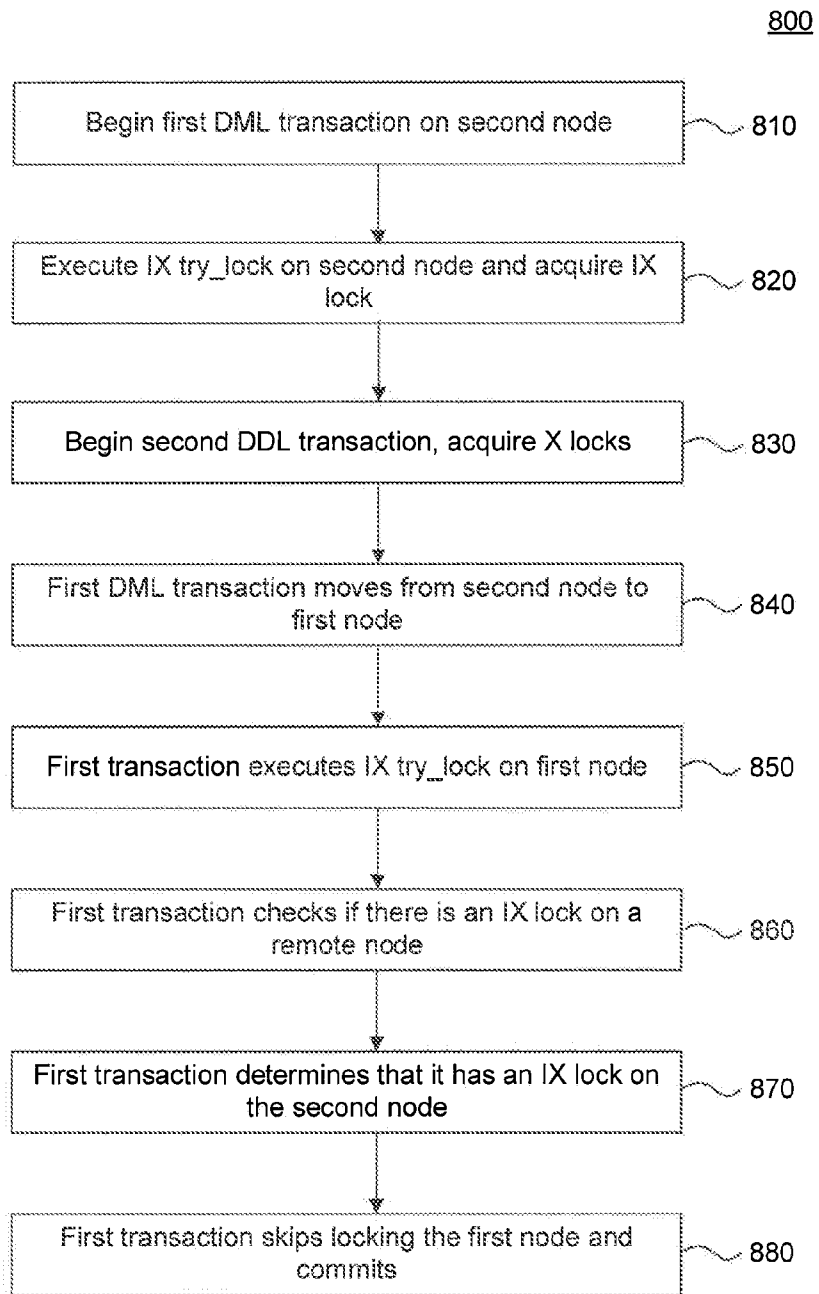 800
Begin first DML transaction on second node
810
Execute IX try_lock on second node and acquire IX
lock
820
Begin second DDL transaction, acquire X locks
830
First DML transaction moves from second node to
first node
840
First transaction executes IX try_lock on first node
850
First transaction checks if there is an IX lock on a
remote node
860
First transaction determines that it has an IX lock on
the second node
870
First transaction skips locking the first node and
commits
880